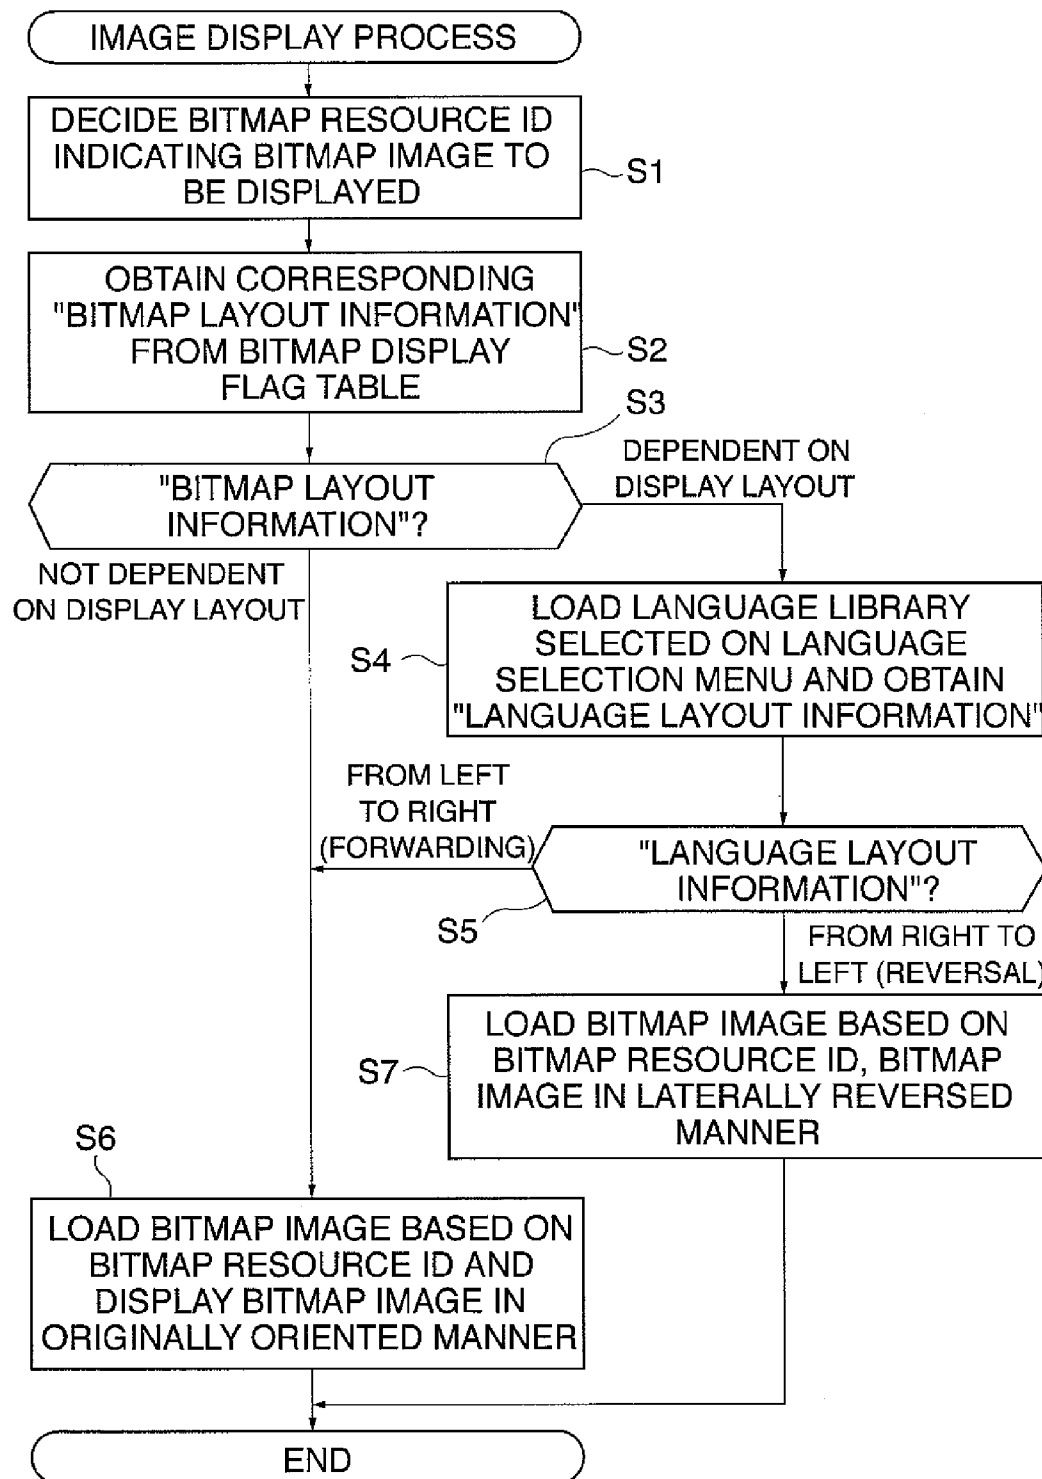 IMAGE DISPLAY PROCESS
DECIDE BITMAP RESOURCE ID
INDICATING BITMAP IMAGE TO
BE DISPLAYED
S1
OBTAIN CORRESPONDING
"BITMAP LAYOUT INFORMATION"
FROM BITMAP DISPLAY
FLAG TABLE
S2
S3
"BITMAP LAYOUT
INFORMATION"?
DEPENDENT ON
DISPLAY LAYOUT
NOT DEPENDENT
ON DISPLAY LAYOUT
S4
LOAD LANGUAGE LIBRARY
SELECTED ON LANGUAGE
SELECTION MENU AND OBTAIN
"LANGUAGE LAYOUT INFORMATION"
FROM LEFT
TO RIGHT
(FORWARDING)
"LANGUAGE LAYOUT
INFORMATION"?
S5
FROM RIGHT TO
LEFT (REVERSAL)
S7
LOAD BITMAP IMAGE BASED ON
BITMAP RESOURCE ID, BITMAP
IMAGE IN LATERALLY REVERSED
MANNER
S6
LOAD BITMAP IMAGE BASED ON
BITMAP RESOURCE ID AND
DISPLAY BITMAP IMAGE IN
ORIGINALLY ORIENTED MANNER
END